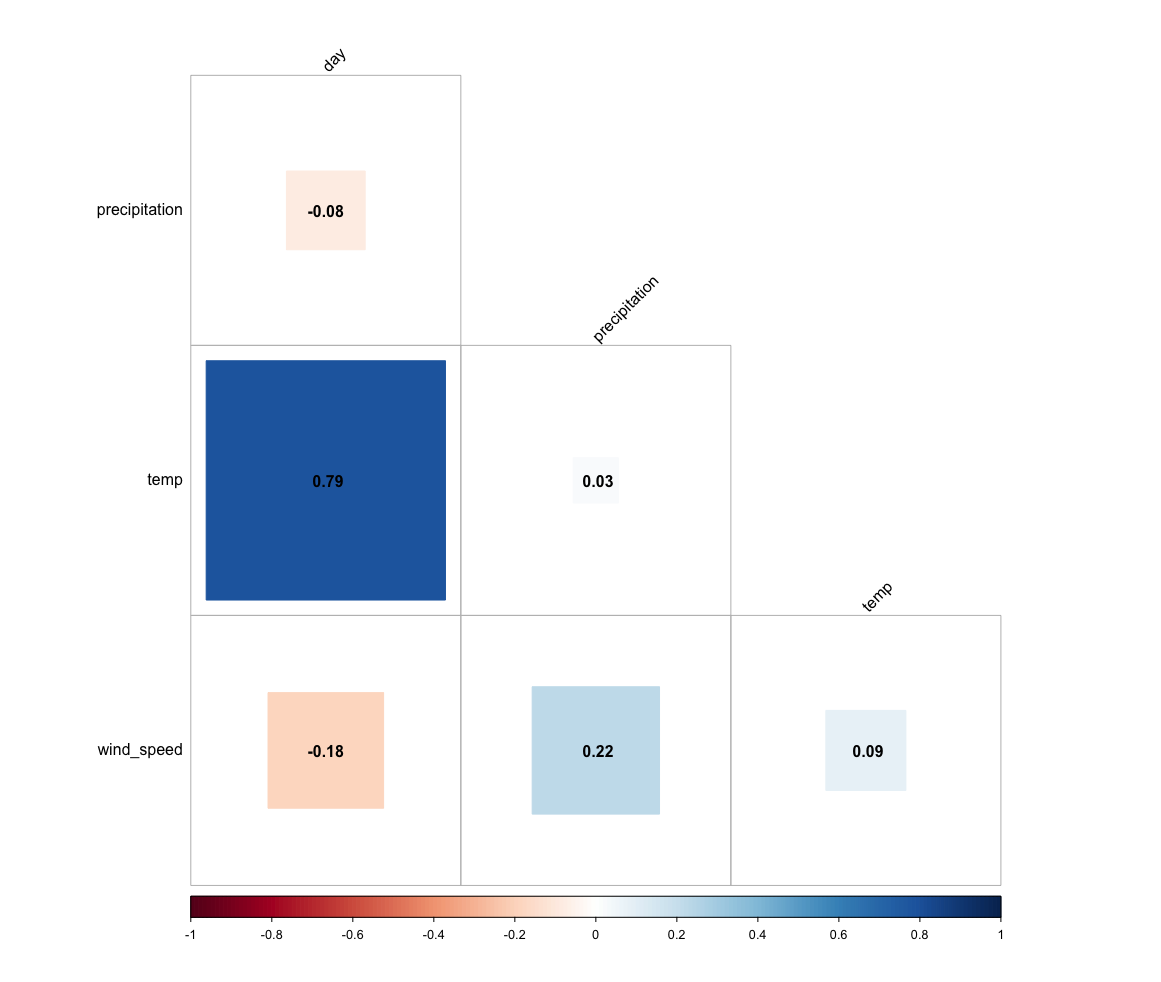 day
precipitation
-0.08
precipitation
temp
0.79
0.03
temp
wind_speed
-0.18
0.22
0.09
-1 -0.8 -0.6 -0.4 -0.2 0 0.2 0.4 0.6 0.8 1